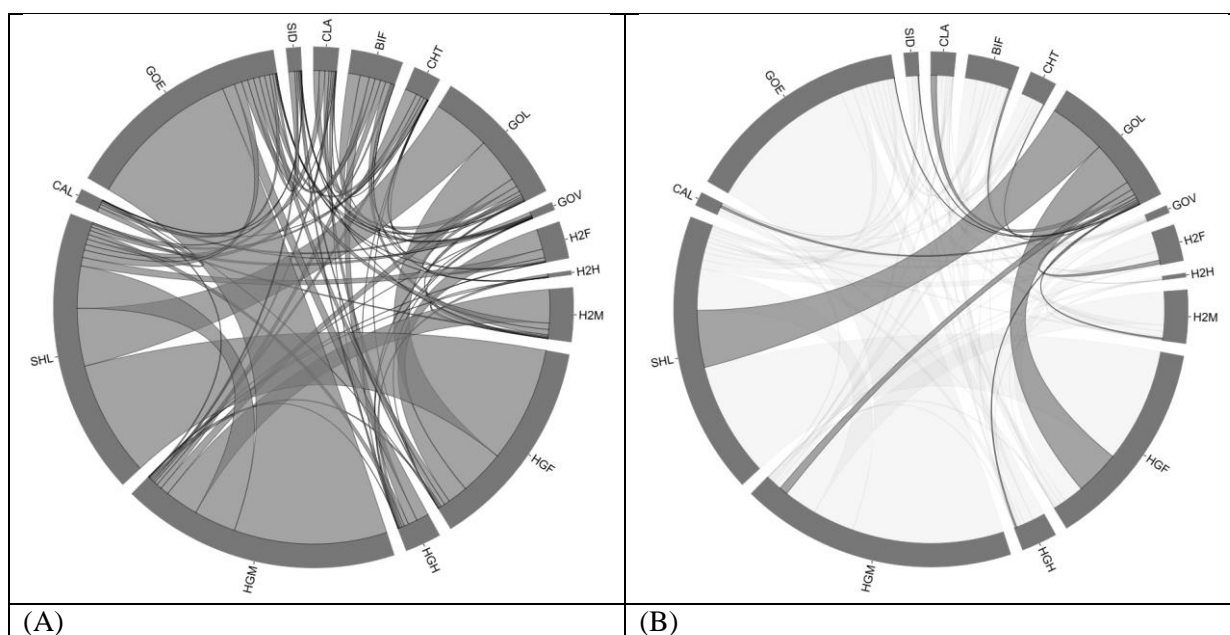 SID
CLA
BIF
CHT
GOL
GOV
H2F
H2H
H2M
HGF
HGH
HGM
SHL
CAL
GOE
SID
CLA
BIF
CHT
GOL
GOV
H2F
H2H
H2M
HGF
HGH
HGM
SHL
CAL
GOE
(A)
(B)